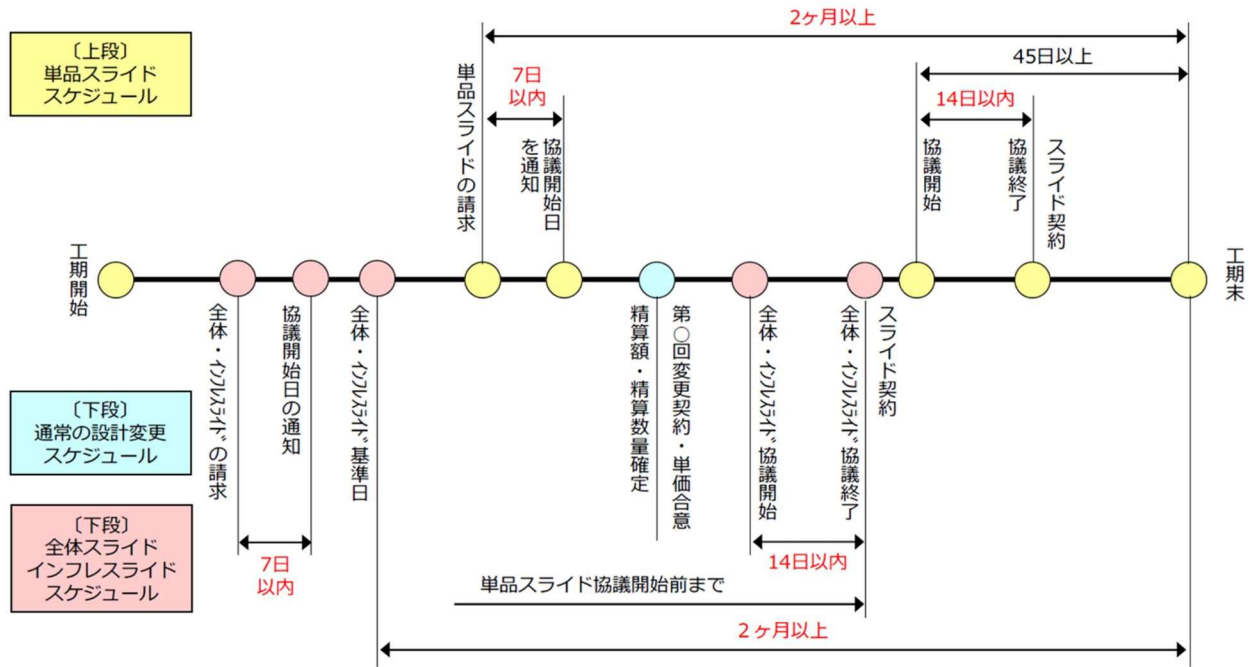 2ヶ月以上
〔上段〕
単品スライド
スケジュール
45日以上
7日
以内
14日以内
単品スライドの請求
協議開始日
を通知
協議開始
協議終了
スライド契約
工期開始
工期末
全体・インフレスライドの請求
協議開始日の通知
全体・インフレスライド基準日
第○回変更契約・単価合意
精算額・精算数量確定
全体・インフレスライド協議開始
スライド契約
全体・インフレスライド協議終了
〔下段〕
通常の設計変更
スケジュール
〔下段〕
全体スライド
インフレスライド
スケジュール
7日
以内
14日以内
単品スライド協議開始前まで
2ヶ月以上